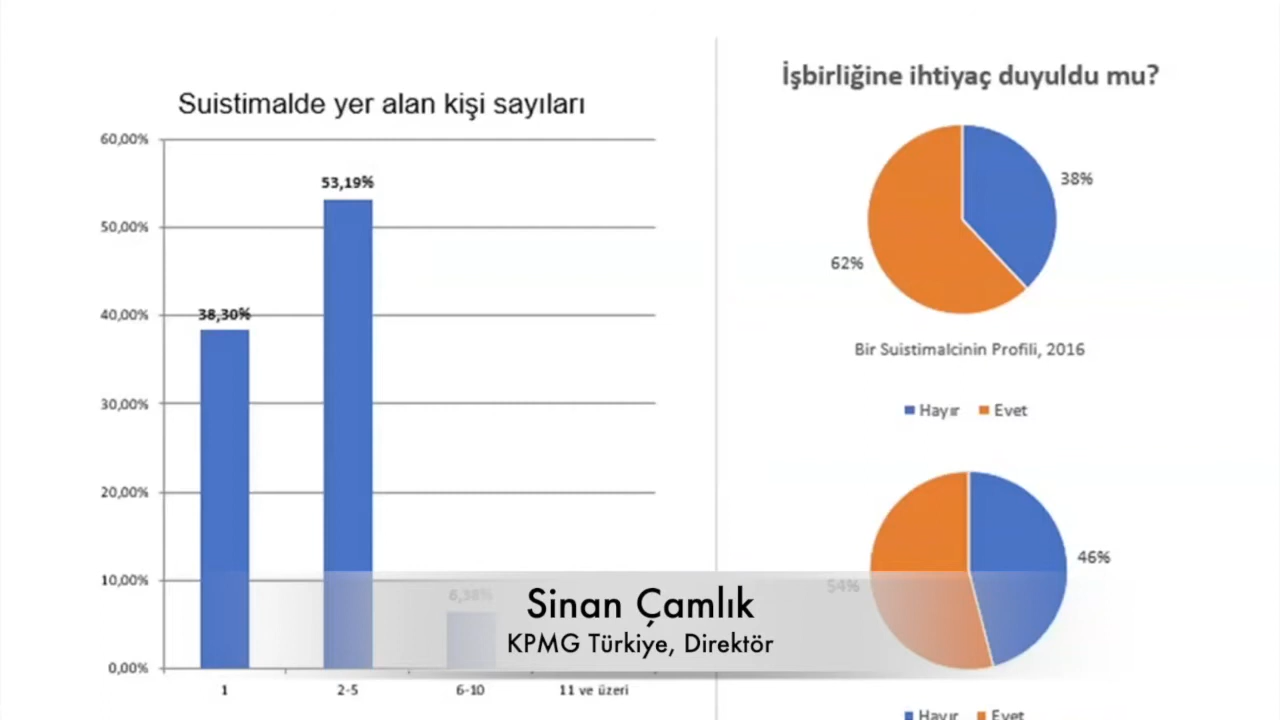 Suistimalde yer alan kişi sayıları
60,00%
50,00%
40,00%
30,00%
20,00%
10,00%
0,00%
38,30%
53,19%
6,38%
1
2-5
6-10
11 ve üzeri
İşbirliğine ihtiyaç duyuldu mu?
38%
62%
Bir Suistimalcinin Profili, 2016
Hayır Evet
46%
54%
Hayır Evet
Sinan Çamlık
KPMG Türkiye, Direktör